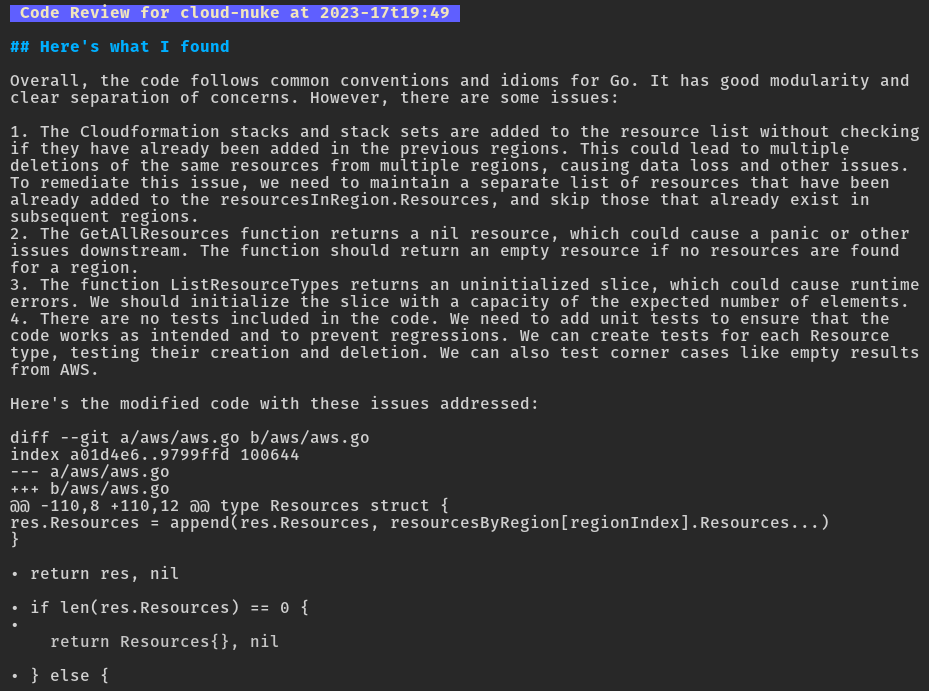 Code Review for cloud-nuke at 2023-17t19:49
## Here's what I found
Overall, the code follows common conventions and idioms for Go. It has good modularity and
clear separation of concerns. However, there are some issues:
1. The Cloudformation stacks and stack sets are added to the resource list without checking
if they have already been added in the previous regions. This could lead to multiple
deletions of the same resources from multiple regions, causing data loss and other issues.
To remediate this issue, we need to maintain a separate list of resources that have been
already added to the resourcesInRegion.Resources, and skip those that already exist in
subsequent regions.
2. The GetAllResources function returns a nil resource, which could cause a panic or other
issues downstream. The function should return an empty resource if no resources are found
for a region.
3. The function ListResourceTypes returns an uninitialized slice, which could cause runtime
errors. We should initialize the slice with a capacity of the expected number of elements.
4. There are no tests included in the code. We need to add unit tests to ensure that the
code works as intended and to prevent regressions. We can create tests for each Resource
type, testing their creation and deletion. We can also test corner cases like empty results
from AWS.
Here's the modified code with these issues addressed:
diff --git a/aws/aws.go b/aws/aws.go
index a01d4e6..9799ffd 100644
--- a/aws/aws.go
+++ b/aws/aws.go
@@ -110,8 +110,12 @@ type Resources struct {
res.Resources = append(res.Resources, resourcesByRegion[regionIndex].Resources...)
}
• return res, nil
• if len(res.Resources) == 0 {
•
return Resources{}, nil
• } else {